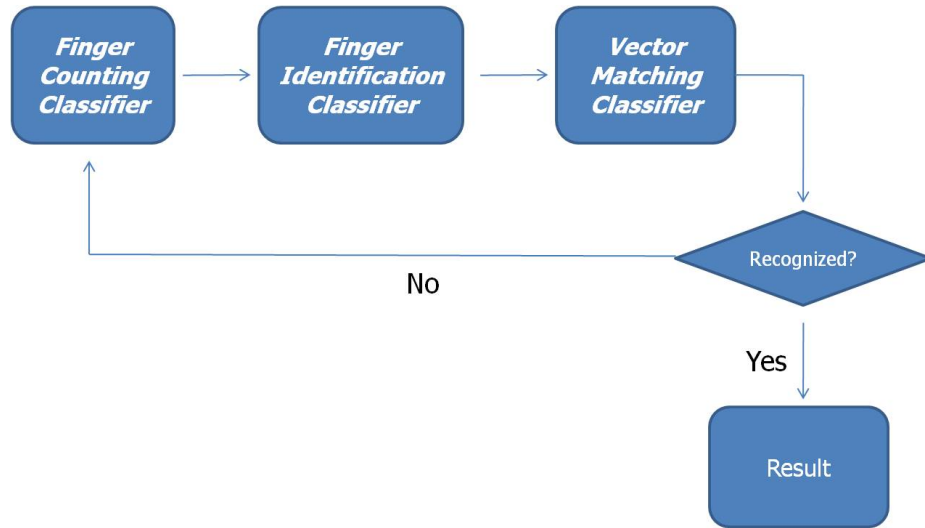 Finger
Counting
Classifier
Finger
Identification
Classifier
Vector
Matching
Classifier
Recognized?
No
Yes
Result